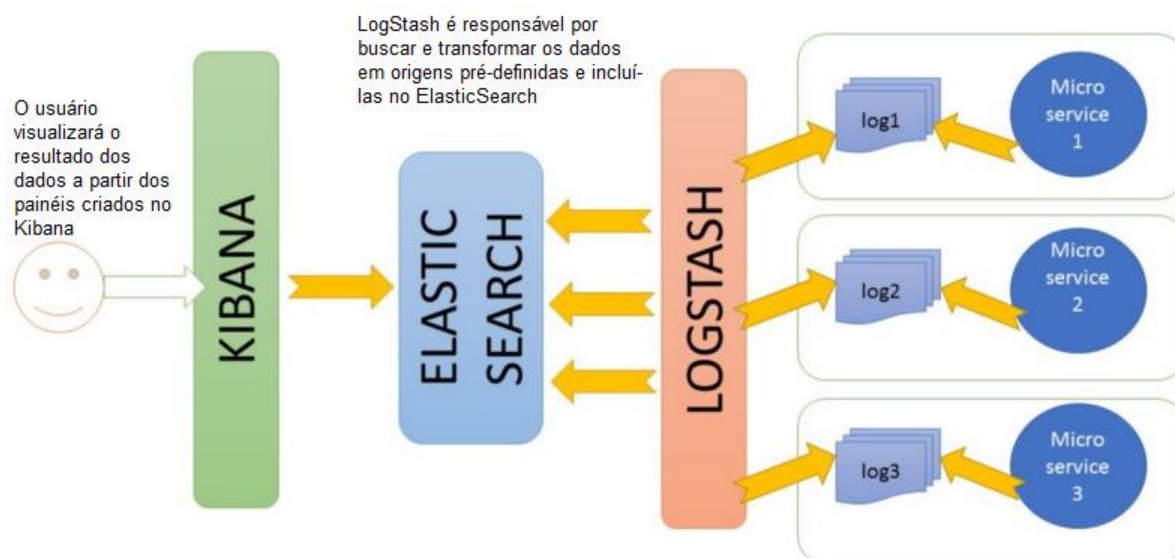 LogStash é responsável por
buscar e transformar os dados
em origens pré-definidas e incluí-
las no ElasticSearch
O usuário
visualizará o
resultado dos
dados a partir dos
painéis criados no
Kibana
KIBANA
ELASTIC
SEARCH
LOGSTASH
log1
Micro
service
1
log2
Micro
service
2
log3
Micro
service
3